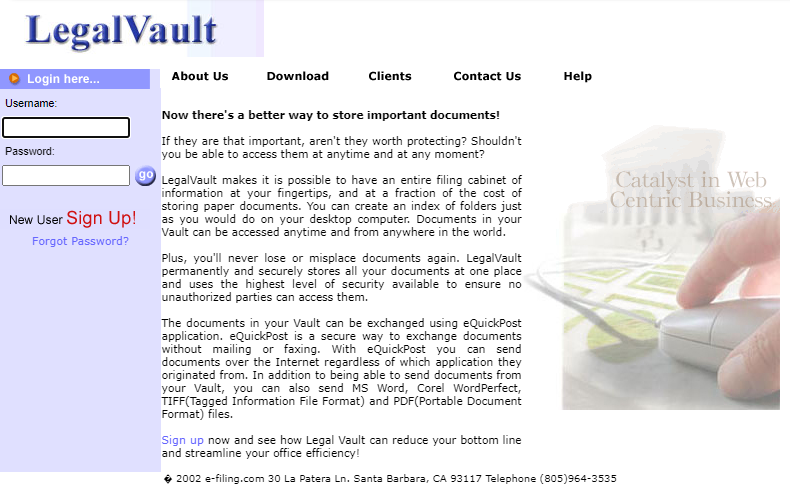 LegalVault
Login here...
About Us Download Clients Contact Us Help
Username:
Password:
go
New User Sign Up!
Forgot Password?
Now there's a better way to store important documents!
If they are that important, aren't they worth protecting? Shouldn't
you be able to access them at anytime and at any moment?
LegalVault makes it is possible to have an entire filing cabinet of
information at your fingertips, and at a fraction of the cost of
storing paper documents. You can create an index of folders just
as you would do on your desktop computer. Documents in your
Vault can be accessed anytime and from anywhere in the world.
Plus, you'll never lose or misplace documents again. LegalVault
permanently and securely stores all your documents at one place
and uses the highest level of security available to ensure no
unauthorized parties can access them.
The documents in your Vault can be exchanged using eQuickPost
application. eQuickPost is a secure way to exchange documents
without mailing or faxing. With eQuickPost you can send
documents over the Internet regardless of which application they
originated from. In addition to being able to send documents from
your Vault, you can also send MS Word, Corel WordPerfect,
TIFF(Tagged Information File Format) and PDF(Portable Document
Format) files.
Sign up now and see how Legal Vault can reduce your bottom line
and streamline your office efficiency!
Catalyst in Web
Centric Business
� 2002 e-filing.com 30 La Patera Ln. Santa Barbara, CA 93117 Telephone (805)964-3535